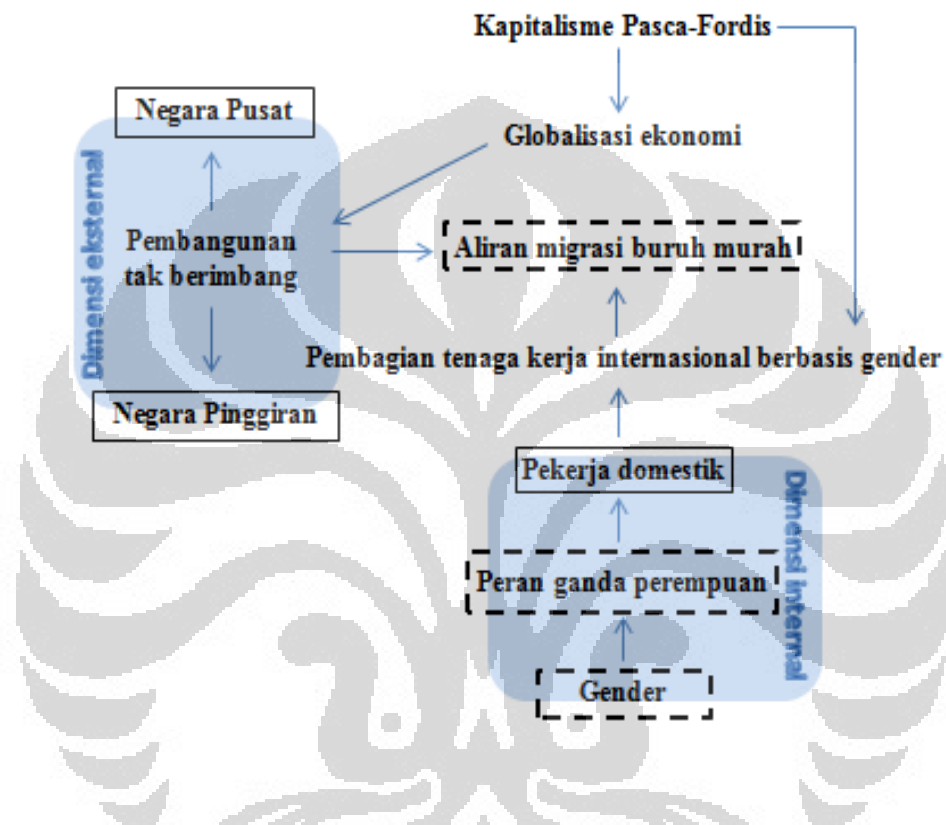 Kapitalisme Pasca-Fordis
Negara Pusat
Globalisasi ekonomi
Dimensi eksternal
Pembangunan
tak berimbang
Aliran migrasi buruh murah
Pembagian tenaga kerja internasional berbasis gender
Negara Pinggiran
Pekerja domestik
Dimensi internal
Peran ganda perempuan
Gender